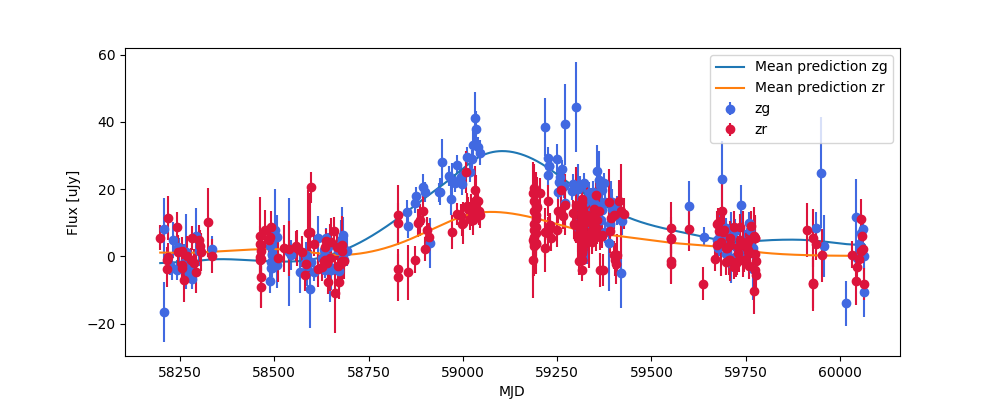 60
40
20
0
−20
Flux [uJy]
Mean prediction zg
Mean prediction zr
zg
zr
58250 58500 58750 59000 59250 59500 59750 60000
MJD